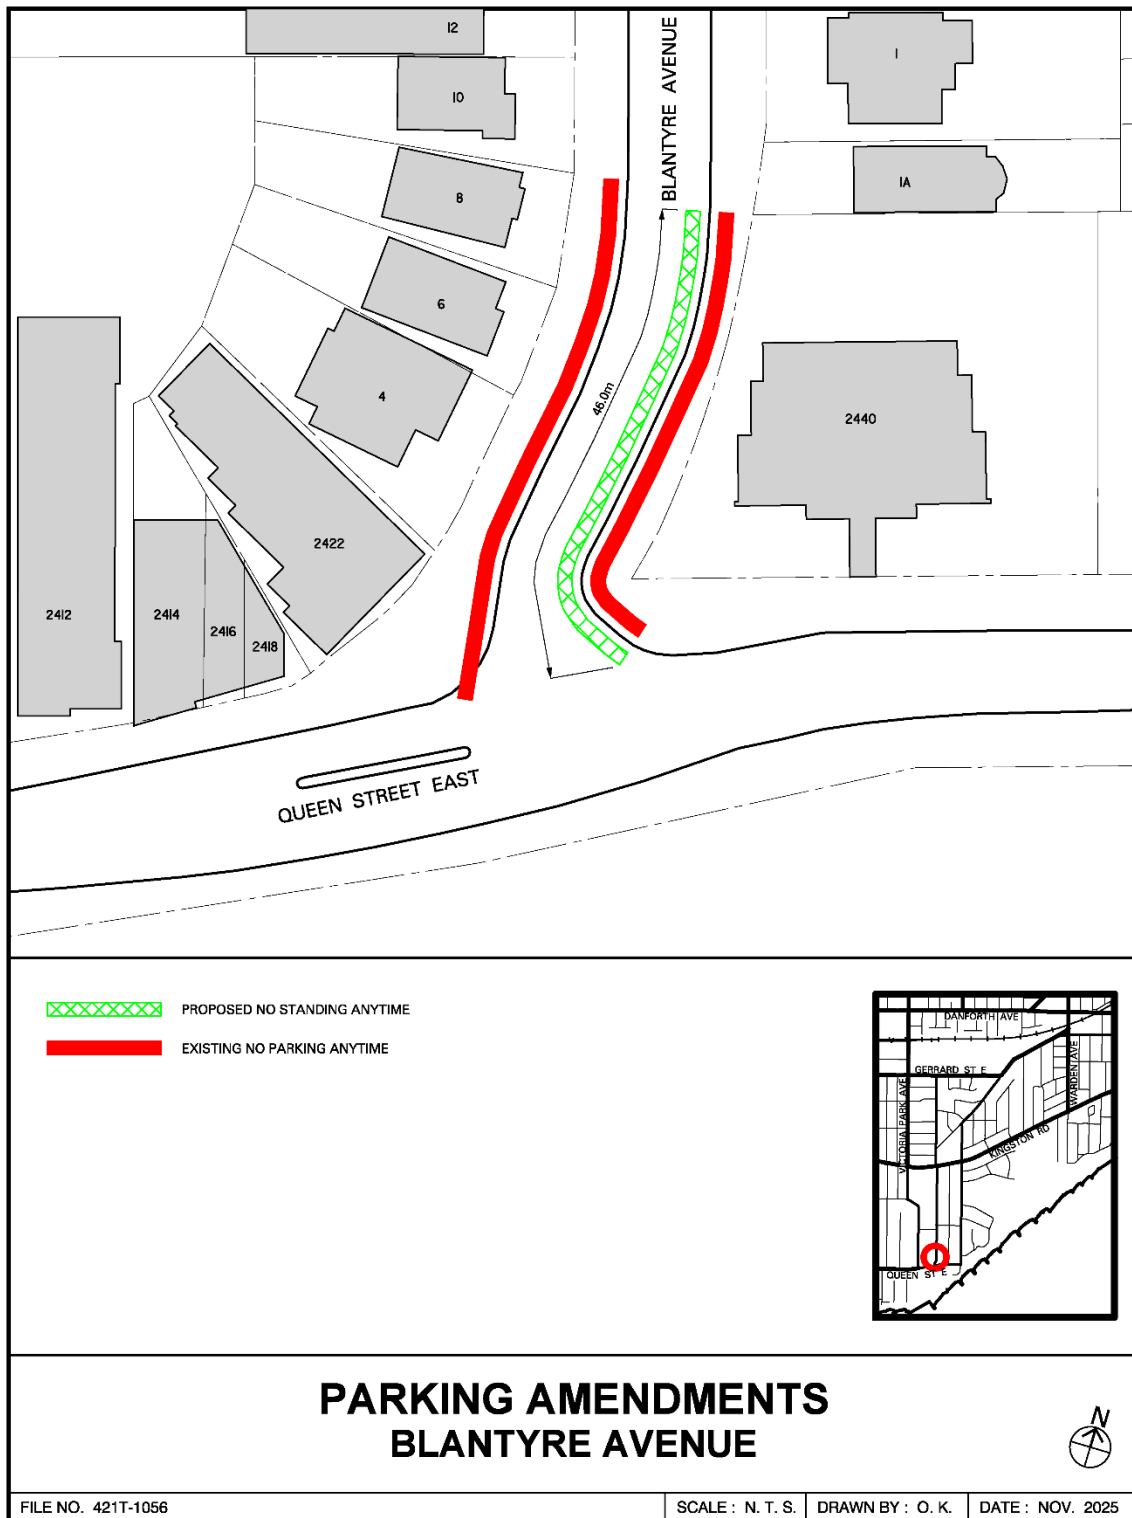 12
10
8
6
4
2422
2412
2414
2416
2418
1
1A
2440
BLANTYRE AVENUE
46.0m
QUEEN STREET EAST
PROPOSED NO STANDING ANYTIME
EXISTING NO PARKING ANYTIME
DANFORTH AVE
GERRARD ST E
VICTORIA PARK AVE
WARDEN AVE
KINGSTON RD
QUEEN ST E
PARKING AMENDMENTS
BLANTYRE AVENUE
N
FILE NO. 421T-1056
SCALE : N. T. S.
DRAWN BY : O. K.
DATE : NOV. 2025